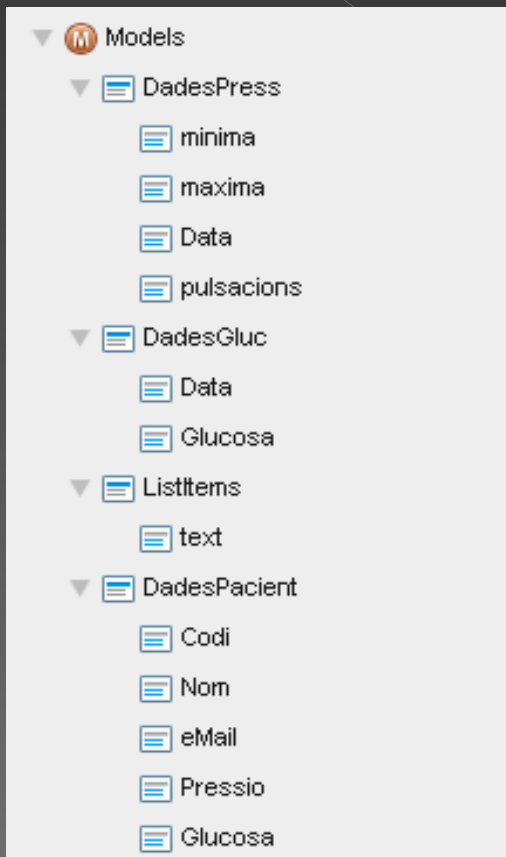 Models
DadesPress
minima
maxima
Data
pulsacions
DadesGluc
Data
Glucosa
ListItems
text
DadesPacient
Codi
Nom
eMail
Pressio
Glucosa